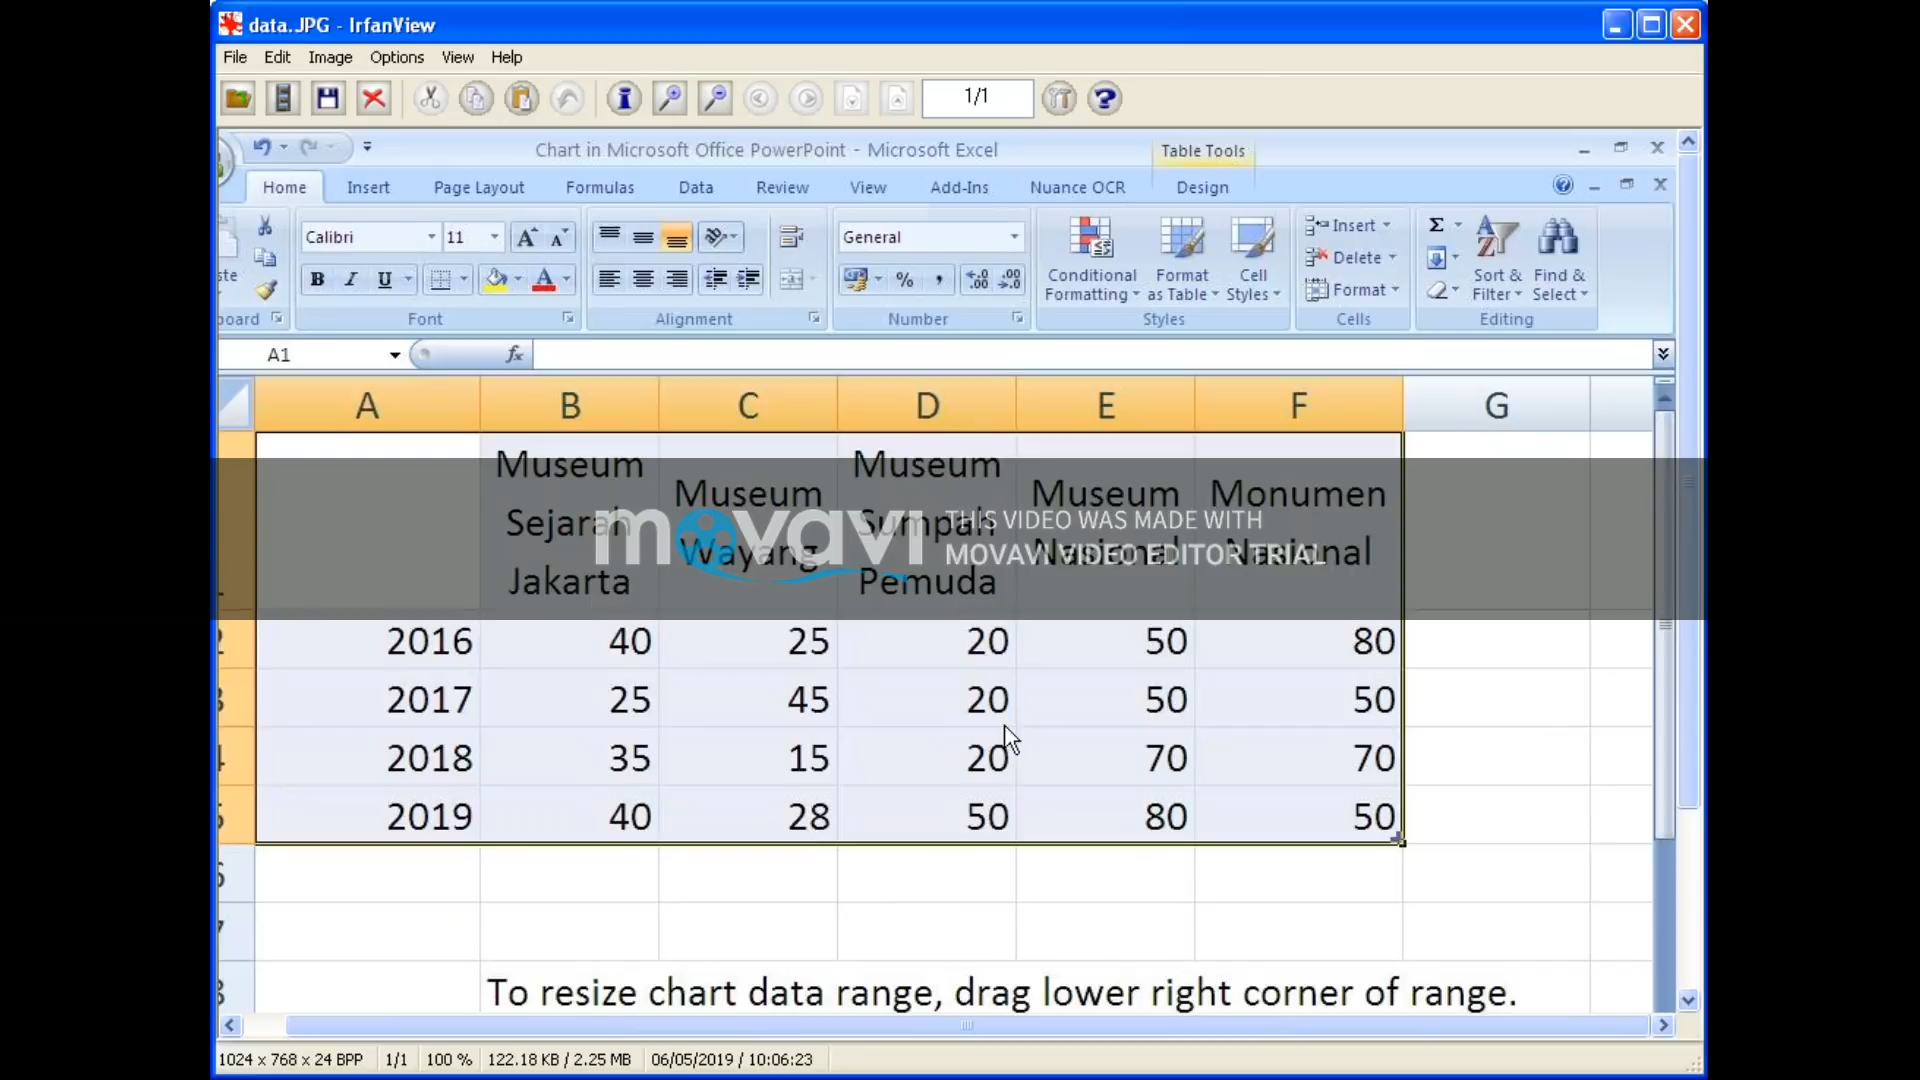 data.JPG - IrfanView
File Edit Image Options View Help
1/1
Chart in Microsoft Office PowerPoint - Microsoft Excel
Table Tools
Home Insert Page Layout Formulas Data Review View Add-Ins Nuance OCR Design
Calibri 11 General
Conditional Formatting
Format as Table
Cell Styles
Insert
Delete
Format
Sort & Filter
Find & Select
Font Alignment Number Styles Cells Editing
A1 fx
A B C D E F G
Museum Sejarah Jakarta
Museum Wayang
Museum Sumpah Pemuda
Museum Nasional
Monumen Nasional
movavi
THIS VIDEO WAS MADE WITH
MOVAVI VIDEO EDITOR TRIAL
2016 40 25 20 50 80
2017 25 45 20 50 50
2018 35 15 20 70 70
2019 40 28 50 80 50
To resize chart data range, drag lower right corner of range.
1024 x 768 x 24 BPP 1/1 100 % 122.18 KB / 2.25 MB 06/05/2019 / 10:06:23